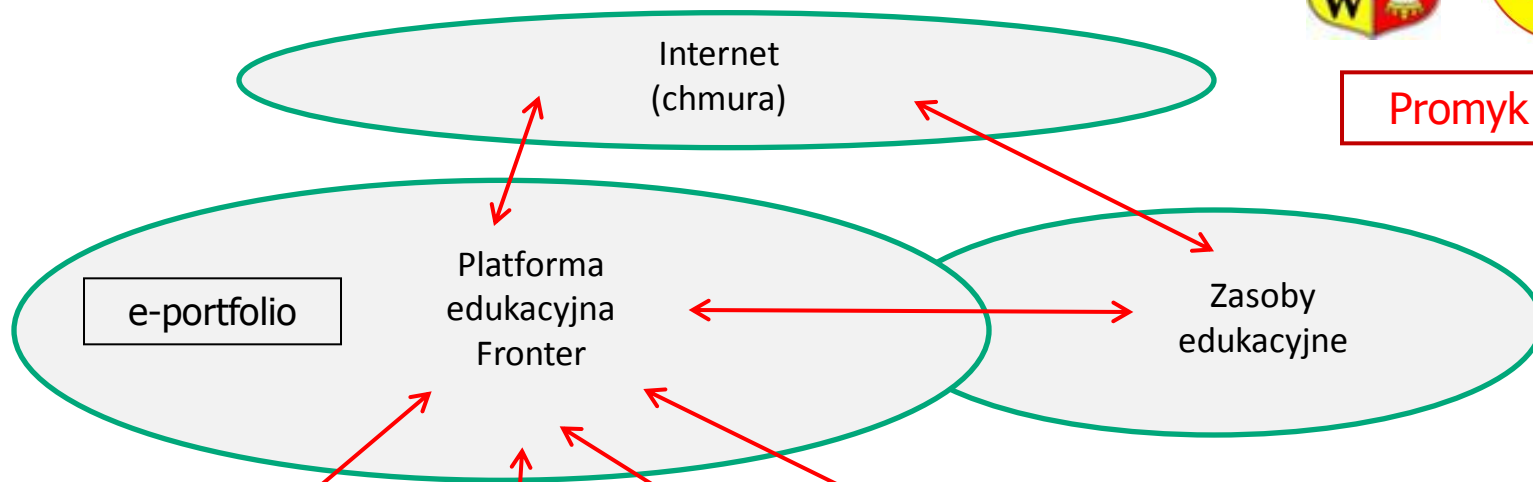 W
Internet
(chmura)
Promyk
Platforma
edukacyjna
Fronter
e-portfolio
Zasoby
edukacyjne